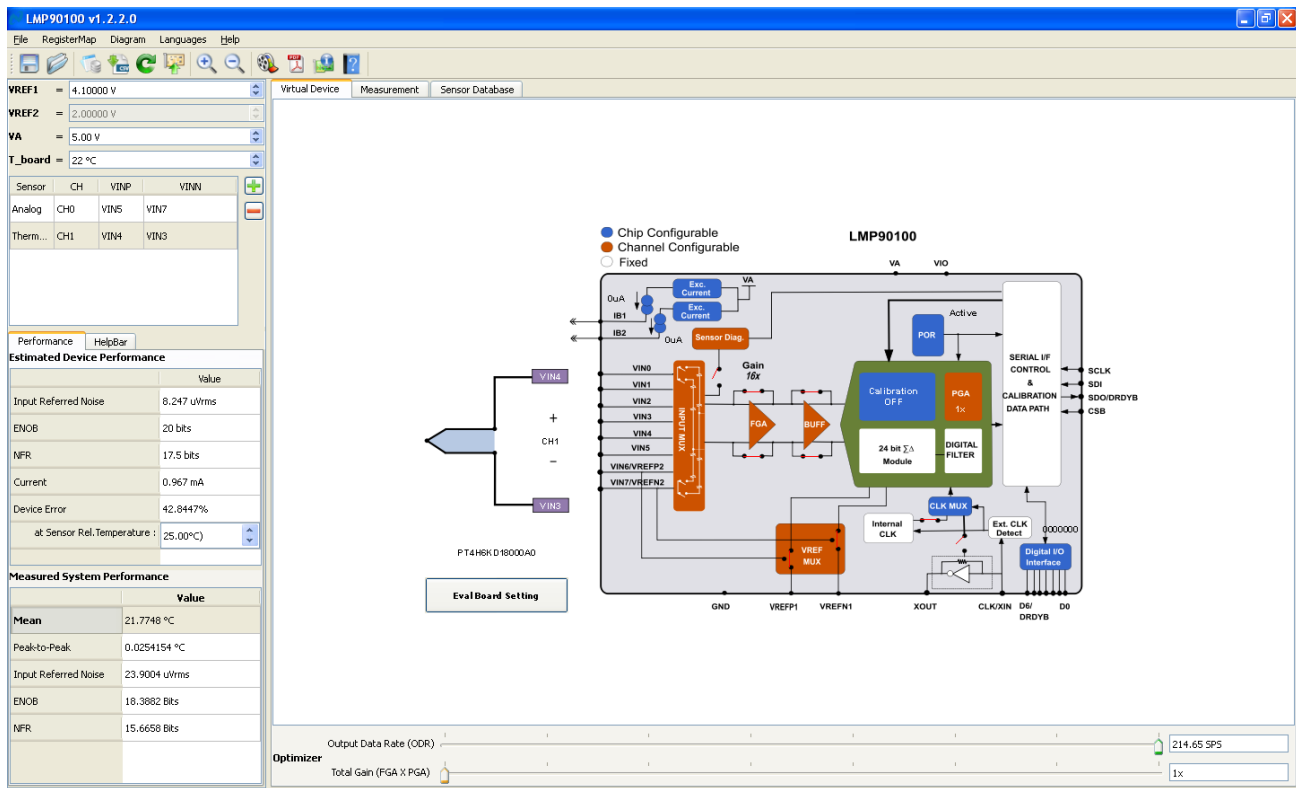 LMP90100 v1.2.2.0
File RegisterMap Diagram Languages Help
VREF1 = 4.10000 V
VREF2 = 2.00000 V
VA = 5.00 V
T_board = 22 °C
Sensor CH VINP VINN
Analog CH0 VIN5 VIN7
Therm... CH1 VIN4 VIN3
Performance HelpBar
Estimated Device Performance
Value
Input Referred Noise 8.247 uVrms
ENOB 20 bits
NFR 17.5 bits
Current 0.967 mA
Device Error 42.8447%
at Sensor Rel.Temperature : 25.00°C)
Measured System Performance
Value
Mean 21.7748 °C
Peak-to-Peak 0.0254154 °C
Input Referred Noise 23.9004 uVrms
ENOB 18.3882 Bits
NFR 15.6658 Bits
Virtual Device Measurement Sensor Database
Chip Configurable
Channel Configurable
Fixed
LMP90100
VA VIO
0uA
IB1
IB2
0uA
Exc.
Current
Exc.
Current
VA
Sensor Diag.
Active
POR
SERIAL I/F
CONTROL
&
CALIBRATION
DATA PATH
SCLK
SDI
SDO/DRDYB
CSB
VIN4
+
CH1
−
VIN3
PT4H6KD18000A0
EvalBoard Setting
VIN0
VIN1
VIN2
VIN3
VIN4
VIN5
VIN6/VREFP2
VIN7/VREFN2
INPUT MUX
Gain
16x
FGA
BUFF
Calibration
OFF
PGA
1x
24 bit ∑Δ
Module
DIGITAL
FILTER
CLK MUX
Internal
CLK
Ext. CLK
Detect
0000000
Digital I/O
Interface
VREF
MUX
GND VREFP1 VREFN1 XOUT CLK/XIN D6/
DRDYB
D0
Optimizer
Output Data Rate (ODR) 214.65 SPS
Total Gain (FGA X PGA) 1x